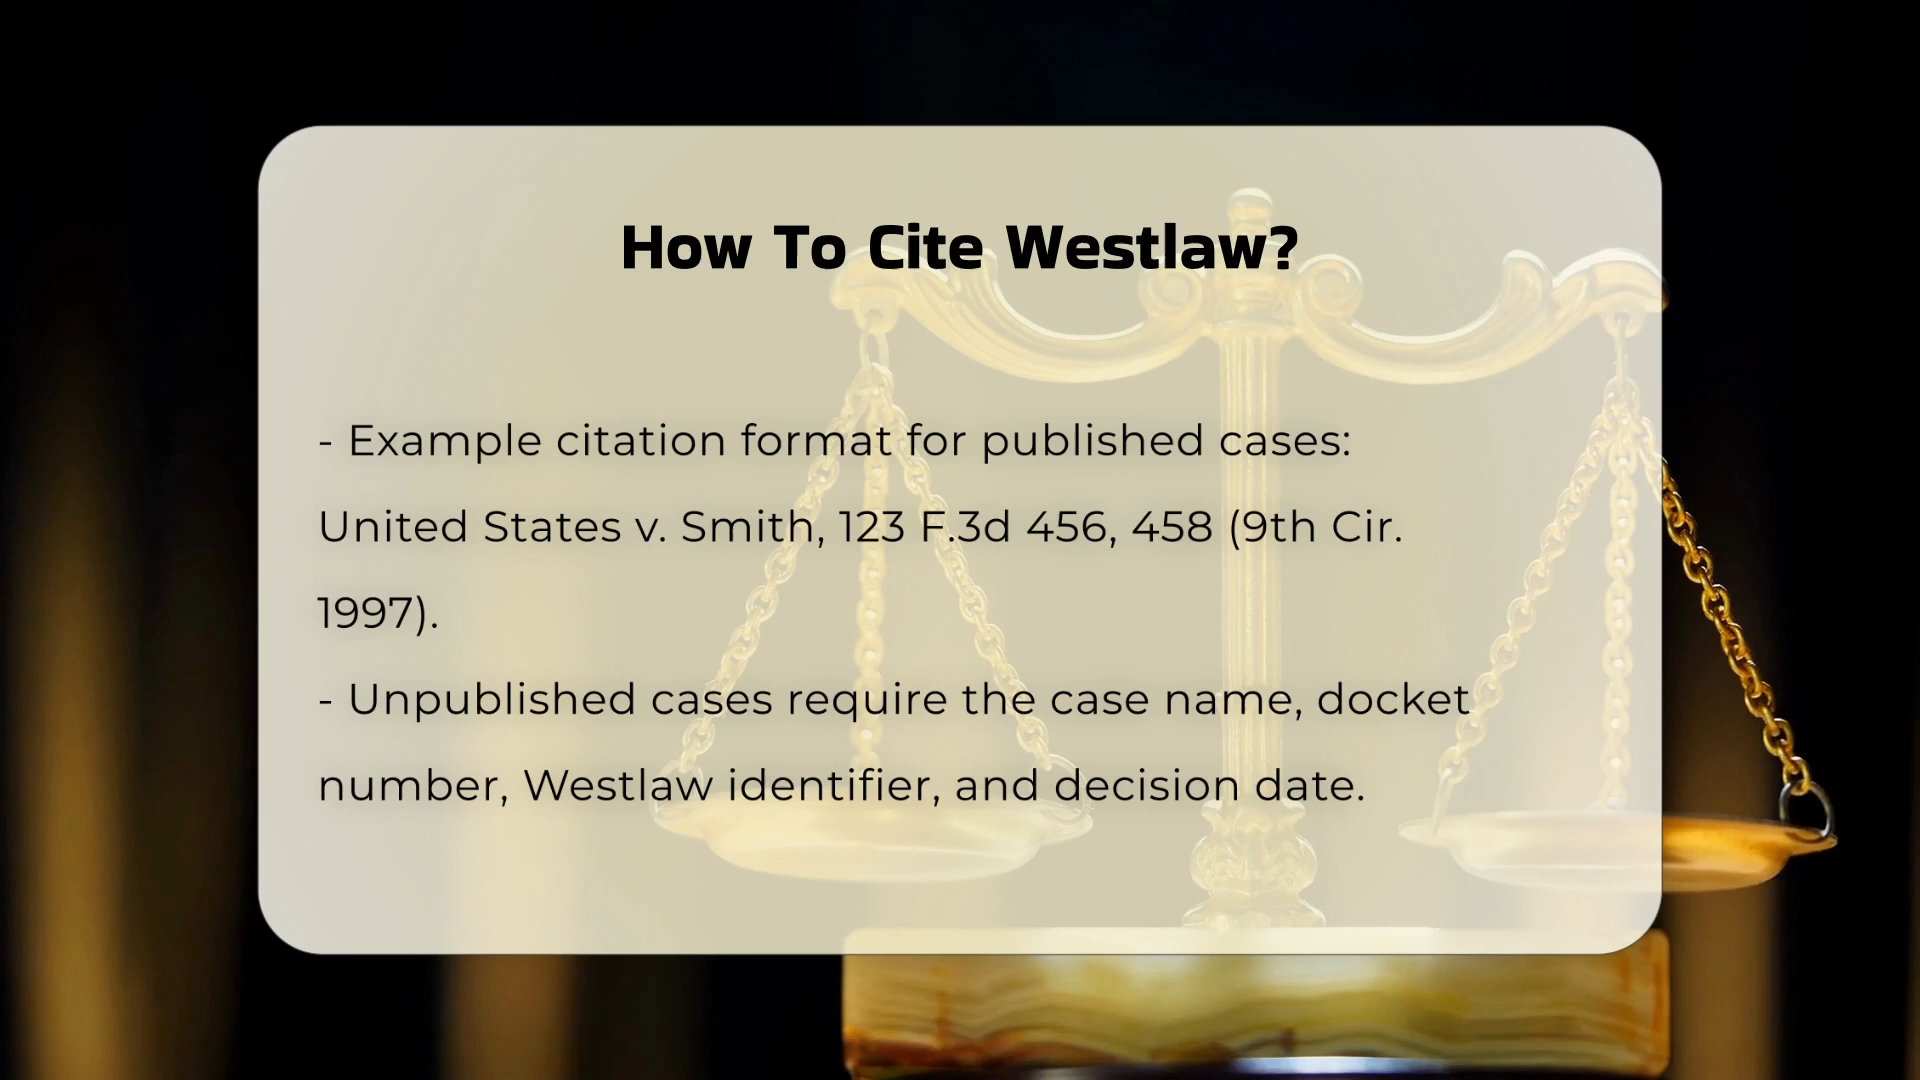 How To Cite Westlaw?
- Example citation format for published cases:
United States v. Smith, 123 F.3d 456, 458 (9th Cir.
1997).
- Unpublished cases require the case name, docket
number, Westlaw identifier, and decision date.